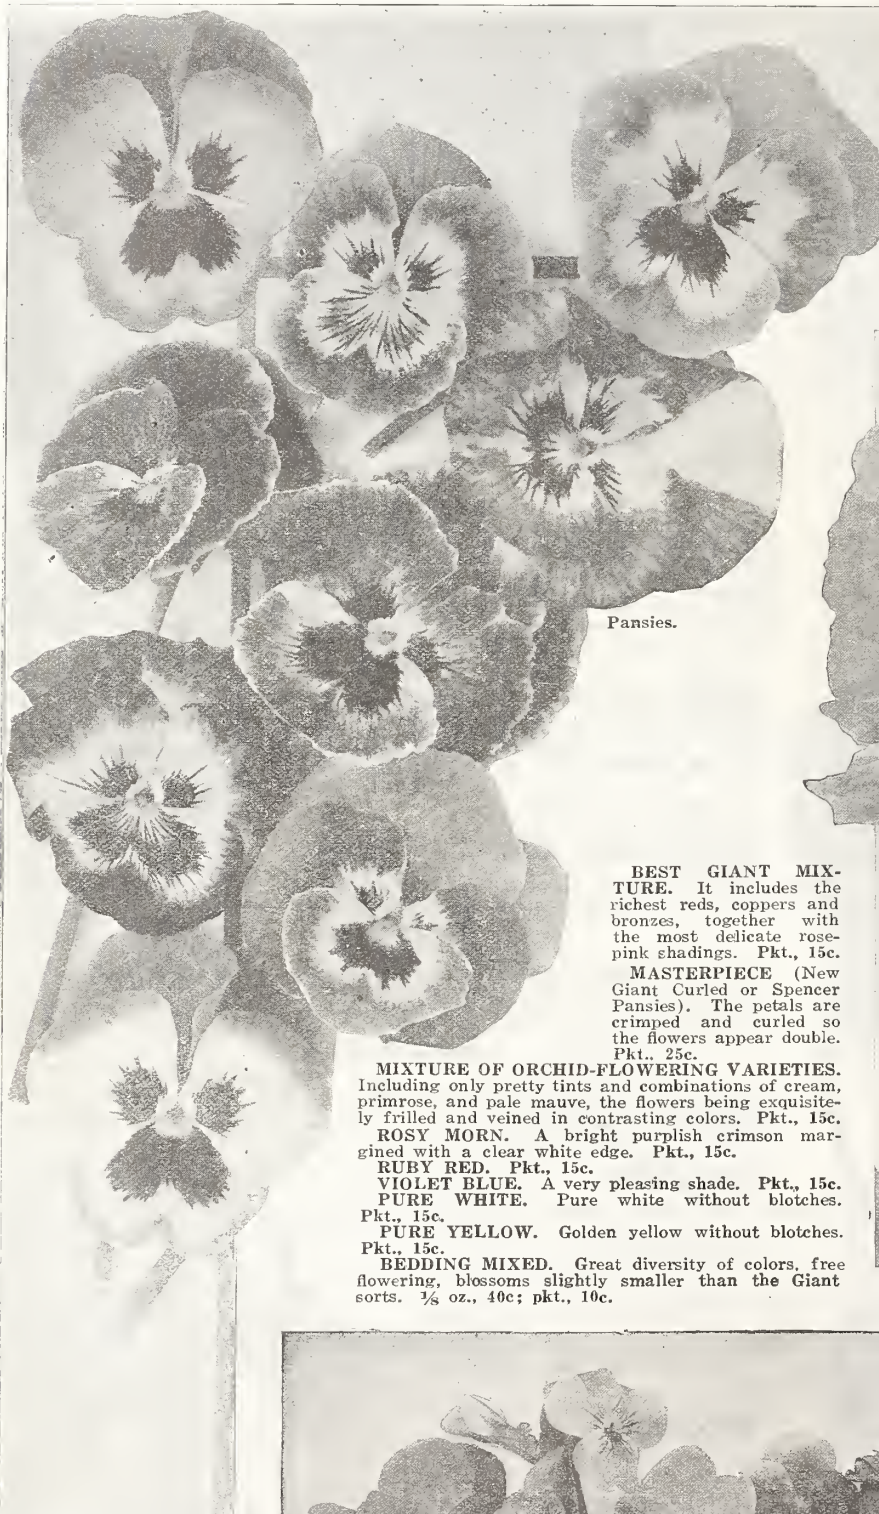 Pansies.
BEST GIANT MIX-
TURE. It includes the
richest reds, coppers and
bronzes, together with
the most delicate rose-
pink shadings. Pkt., 15c.
MASTERPIECE (New
Giant Curled or Spencer
Pansies). The petals are
crimped and curled so
the flowers appear double.
Pkt., 25c.
MIXTURE OF ORCHID-FLOWERING VARIETIES.
Including only pretty tints and combinations of cream,
primrose, and pale mauve, the flowers being exquisite-
ly frilled and veined in contrasting colors. Pkt., 15c.
ROSY MORN. A bright purplish crimson mar-
gined with a clear white edge. Pkt., 15c.
RUBY RED. Pkt., 15c.
VIOLET BLUE. A very pleasing shade. Pkt., 15c.
PURE WHITE. Pure white without blotches.
Pkt., 15c.
PURE YELLOW. Golden yellow without blotches.
Pkt., 15c.
BEDDING MIXED. Great diversity of colors, free
flowering, blossoms slightly smaller than the Giant
sorts. ⅛ oz., 40c; pkt., 10c.